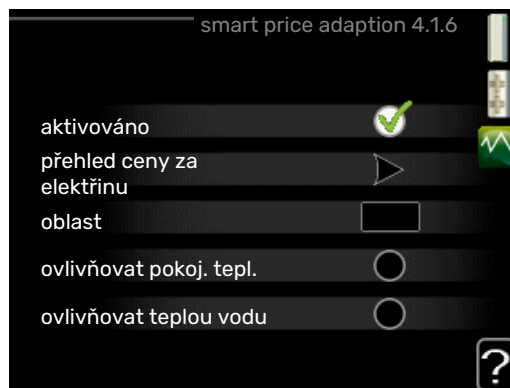 smart price adaption 4.1.6
aktivováno
přehled ceny za
elektřinu
oblast
ovlivňovat pokoj. tepl.
ovlivňovat teplou vodu
?